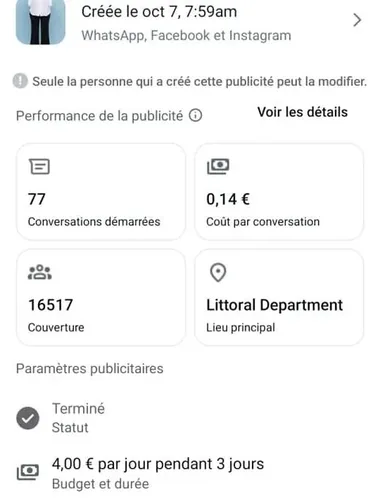 Créée le oct 7, 7:59am
WhatsApp, Facebook et Instagram
Seule la personne qui a créé cette publicité peut la modifier.
Performance de la publicité
Voir les détails
77
Conversations démarrées
0,14 €
Coût par conversation
16517
Couverture
Littoral Department
Lieu principal
Paramètres publicitaires
Terminé
Statut
4,00 € par jour pendant 3 jours
Budget et durée